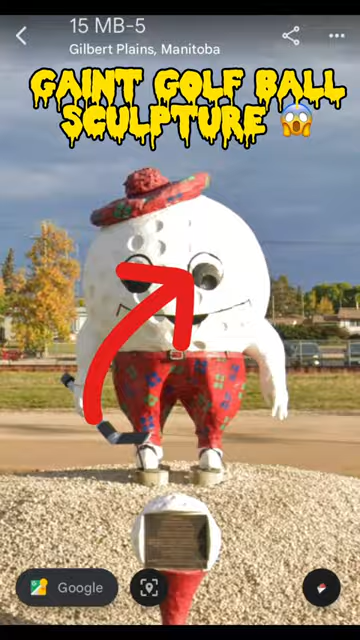 15 MB-5
Gilbert Plains, Manitoba
GAINT GOLF BALL
SCULPTURE 😱
Google